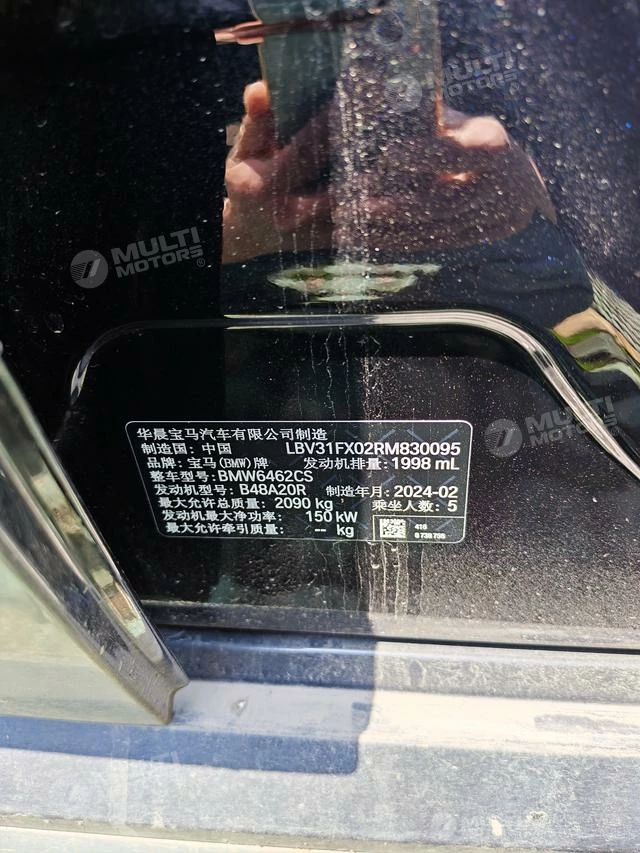 MULTI
MOTORS®
MULTI
MOTORS
MULTI
MOTORS
华晨宝马汽车有限公司制造
制造国: 中国 LBV31FX02RM830095
品牌: 宝马(BMW)牌 发动机排量: 1998 mL
整车型号: BMW6462CS
发动机型号: B48A20R 制造年月: 2024-02
最大允许总质量: 2090 kg 乘坐人数: 5
发动机最大净功率: 150 kW
最大允许牵引质量: -- kg
MULTI
MOTORS